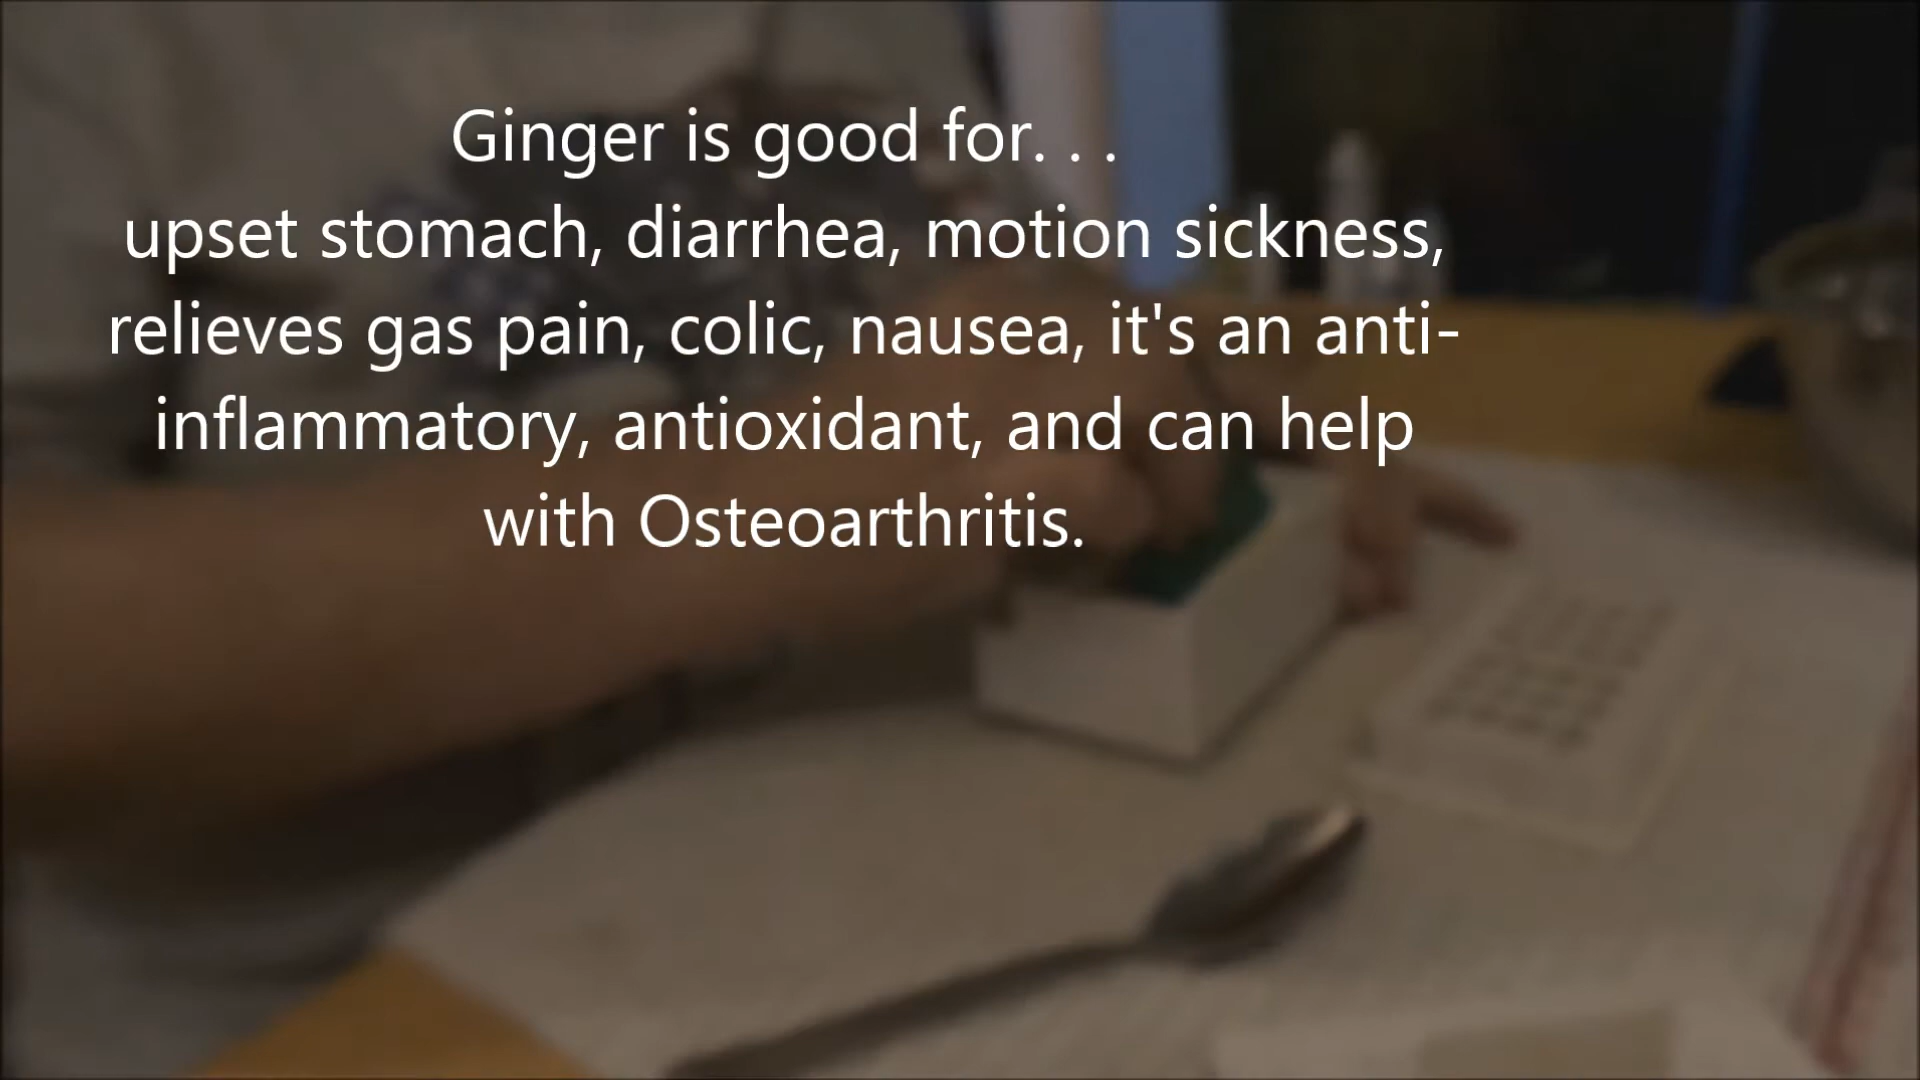 Ginger is good for. . .
upset stomach, diarrhea, motion sickness,
relieves gas pain, colic, nausea, it's an anti-
inflammatory, antioxidant, and can help
with Osteoarthritis.